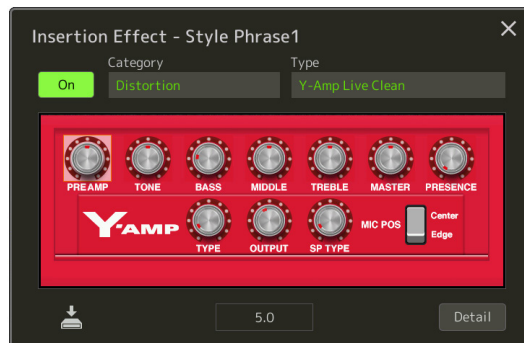 Insertion Effect - Style Phrase1
Category Type
On Distortion Y-Amp Live Clean
PREAMP TONE BASS MIDDLE TREBLE MASTER PRESENCE
Y-AMP TYPE OUTPUT SP TYPE MIC POS Center
Edge
5.0 Detail